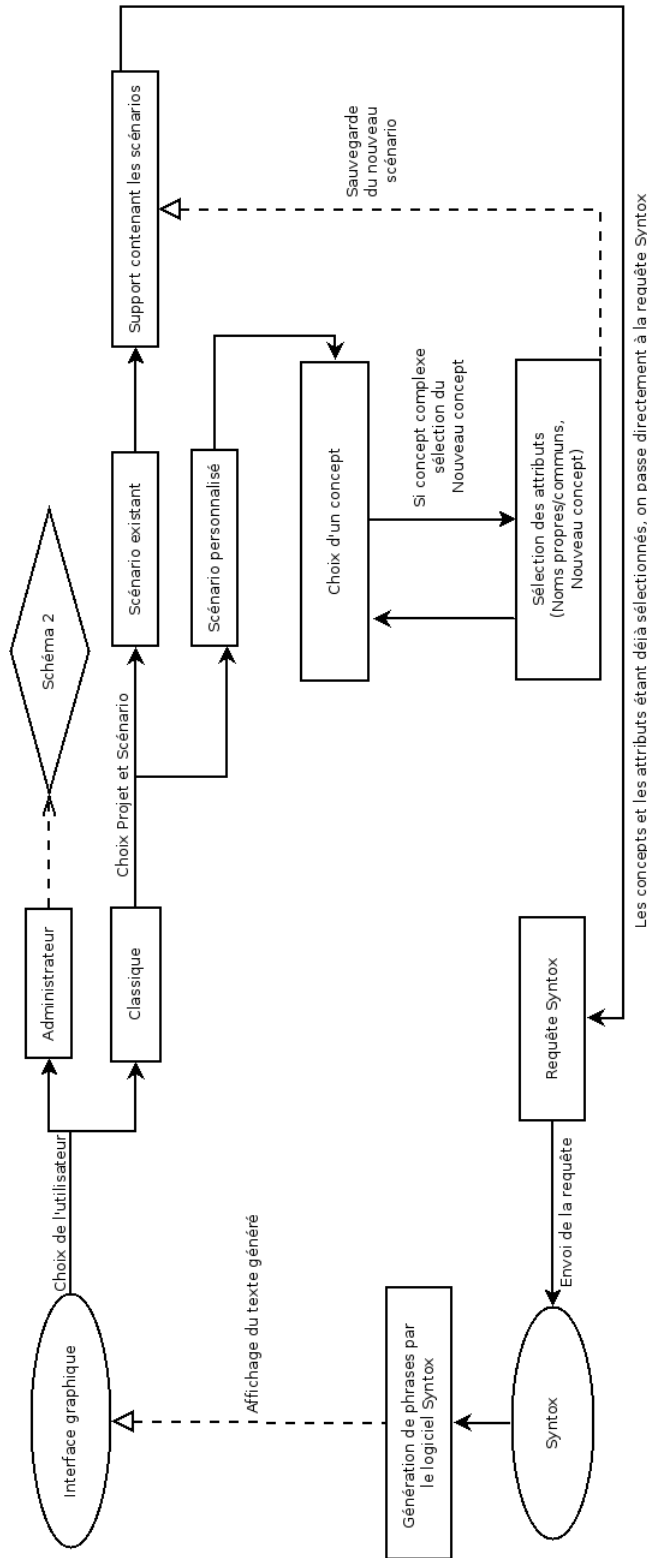 Interface graphique
Choix de l'utilisateur
Administrateur
Schéma 2
Classique
Choix Projet et Scénario
Scénario existant
Support contenant les scénarios
Scénario personnalisé
Choix d'un concept
Si concept complexe
sélection du
Nouveau concept
Sélection des attributs
(Noms propres/communs,
Nouveau concept)
Sauvegarde
du nouveau
scénario
Affichage du texte généré
Génération de phrases par
le logiciel Syntox
Syntox
Envoi de la requête
Requête Syntox
Les concepts et les attributs étant déjà sélectionnés, on passe directement à la requête Syntox